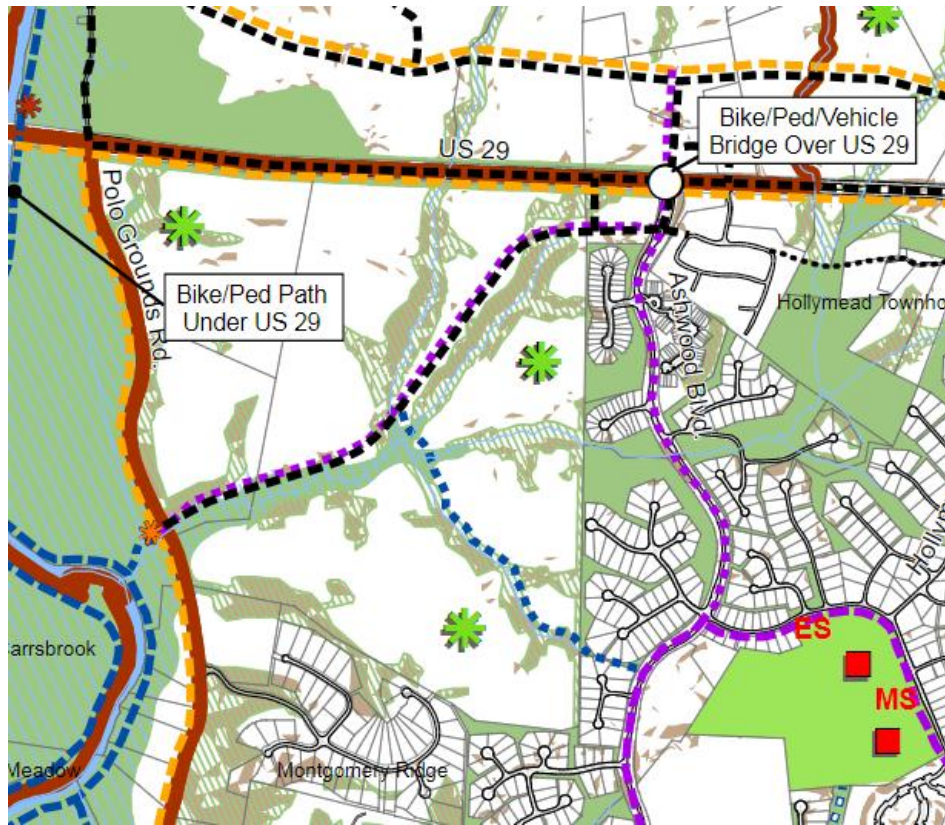 US 29
Bike/Ped/Vehicle
Bridge Over US 29
Polo Grounds Rd.
Bike/Ped Path
Under US 29
Ashwood Blvd.
Hollymead Townho
Carrsbrook
ES
MS
Meadow
Montgomery Ridge